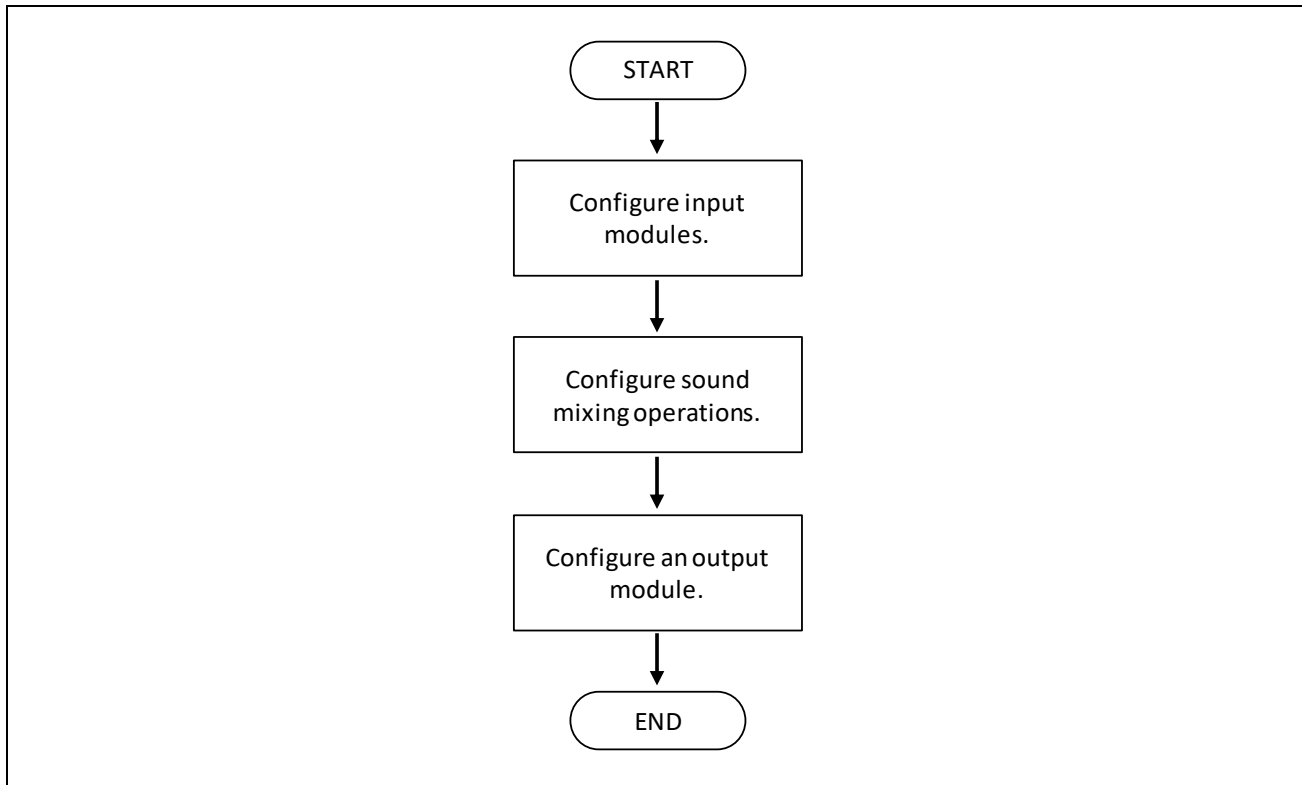 START
Configure input
modules.
Configure sound
mixing operations.
Configure an output
module.
END